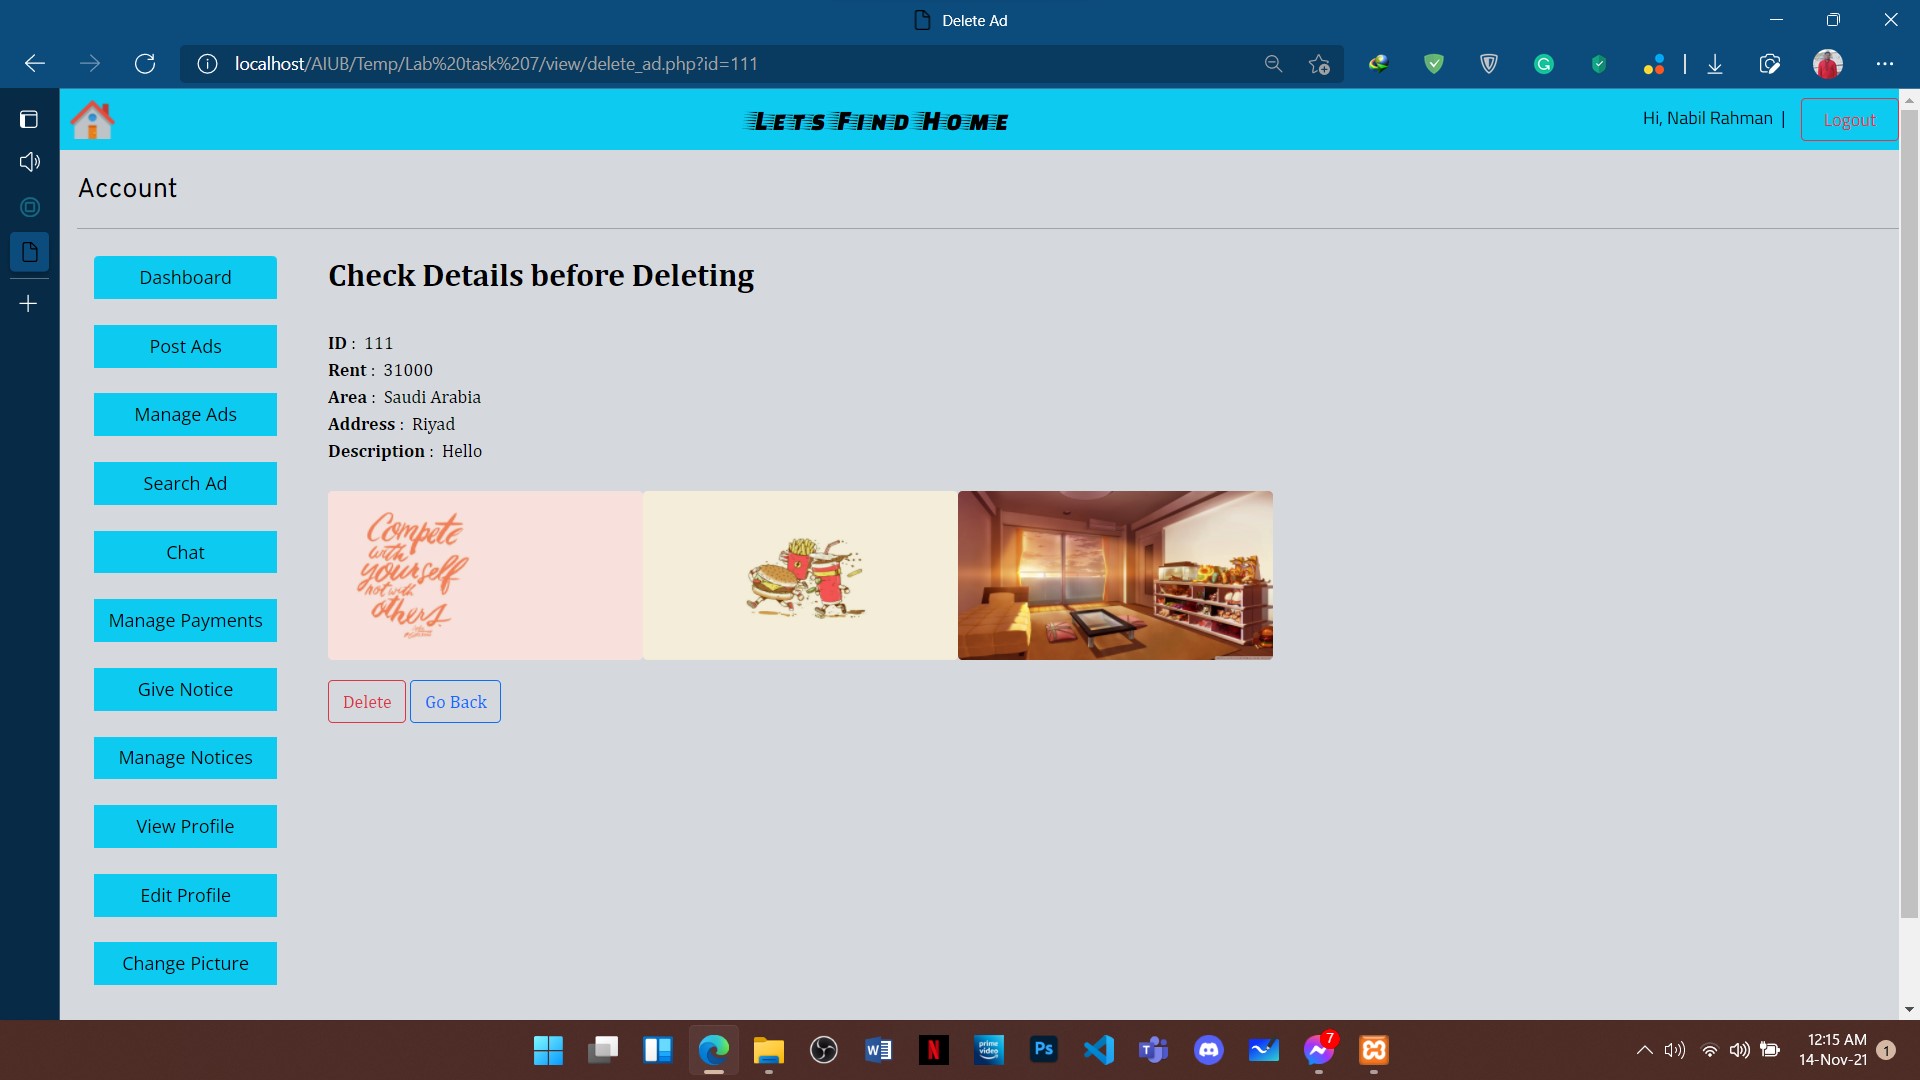 Delete Ad
localhost/AIUB/Temp/Lab%20task%207/view/delete_ad.php?id=111
Lets Find Home
Hi, Nabil Rahman |
Logout
Account
Dashboard
Post Ads
Manage Ads
Search Ad
Chat
Manage Payments
Give Notice
Manage Notices
View Profile
Edit Profile
Change Picture
Check Details before Deleting
ID : 111
Rent : 31000
Area : Saudi Arabia
Address : Riyad
Description : Hello
Compete
with
yourself
not with
others.
Delete
Go Back
prime
video
Ps
7
12:15 AM
14-Nov-21
1